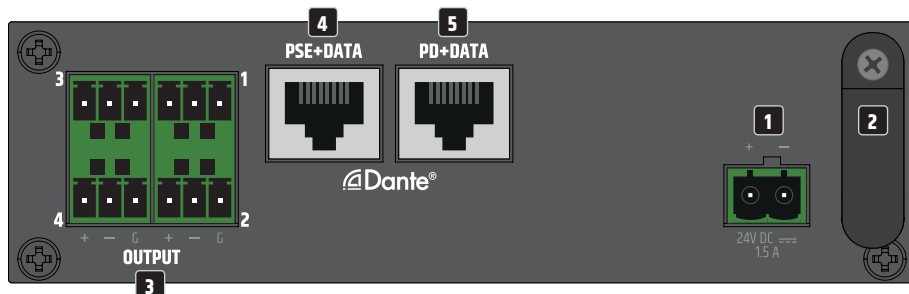 4 5
PSE+DATA PD+DATA
3 1
1
2
+ −
Dante®
4 2
+ − G + − G
24V DC ⎓
1.5 A
OUTPUT
3